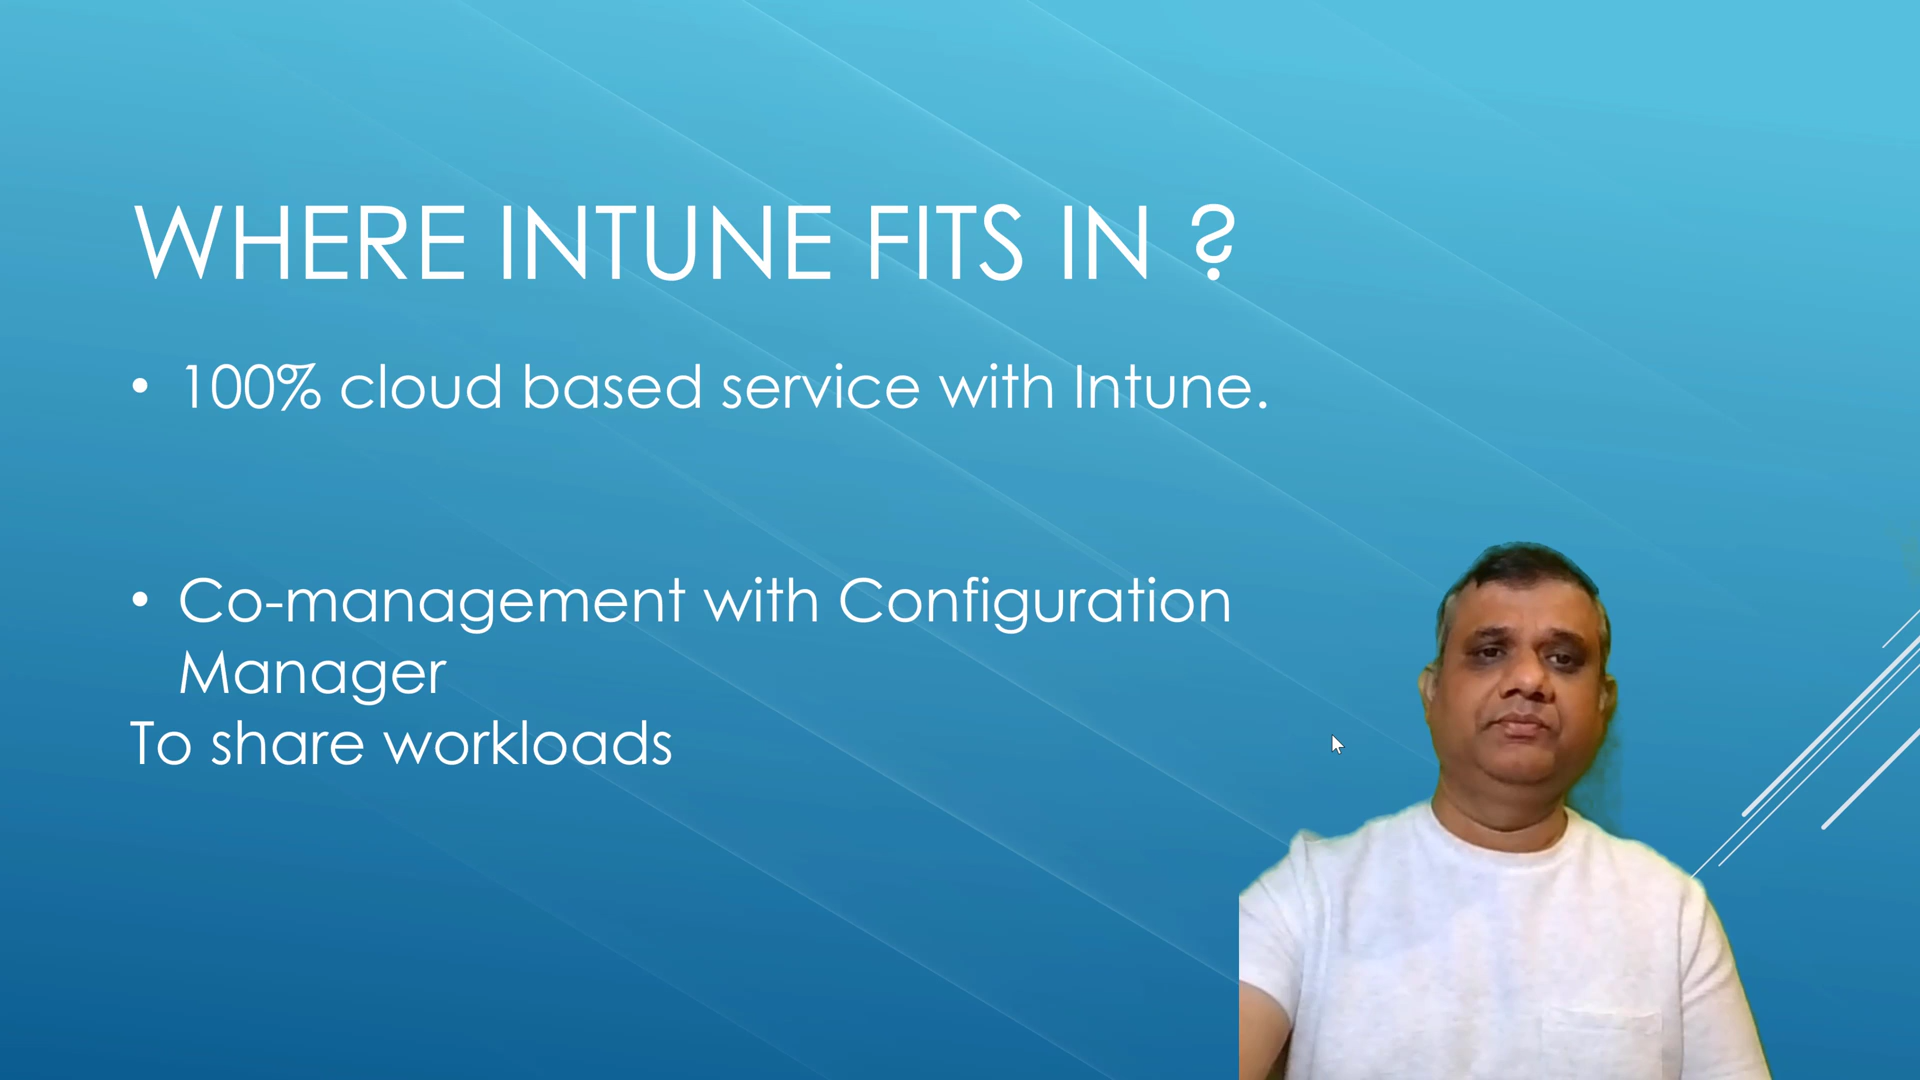 WHERE INTUNE FITS IN ?
• 100% cloud based service with Intune.
• Co-management with Configuration
Manager
To share workloads